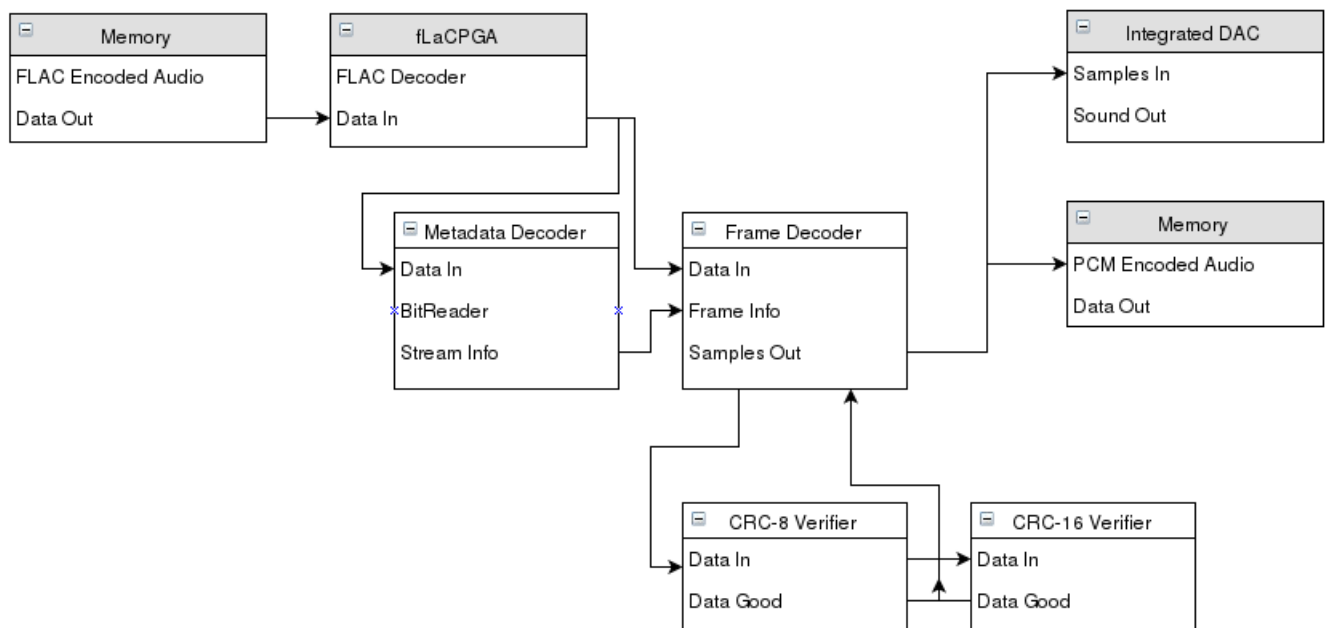 Memory
FLAC Encoded Audio
Data Out
fLaCPGA
FLAC Decoder
Data In
Integrated DAC
Samples In
Sound Out
Metadata Decoder
Data In
BitReader
Stream Info
Frame Decoder
Data In
Frame Info
Samples Out
Memory
PCM Encoded Audio
Data Out
CRC-8 Verifier
Data In
Data Good
CRC-16 Verifier
Data In
Data Good